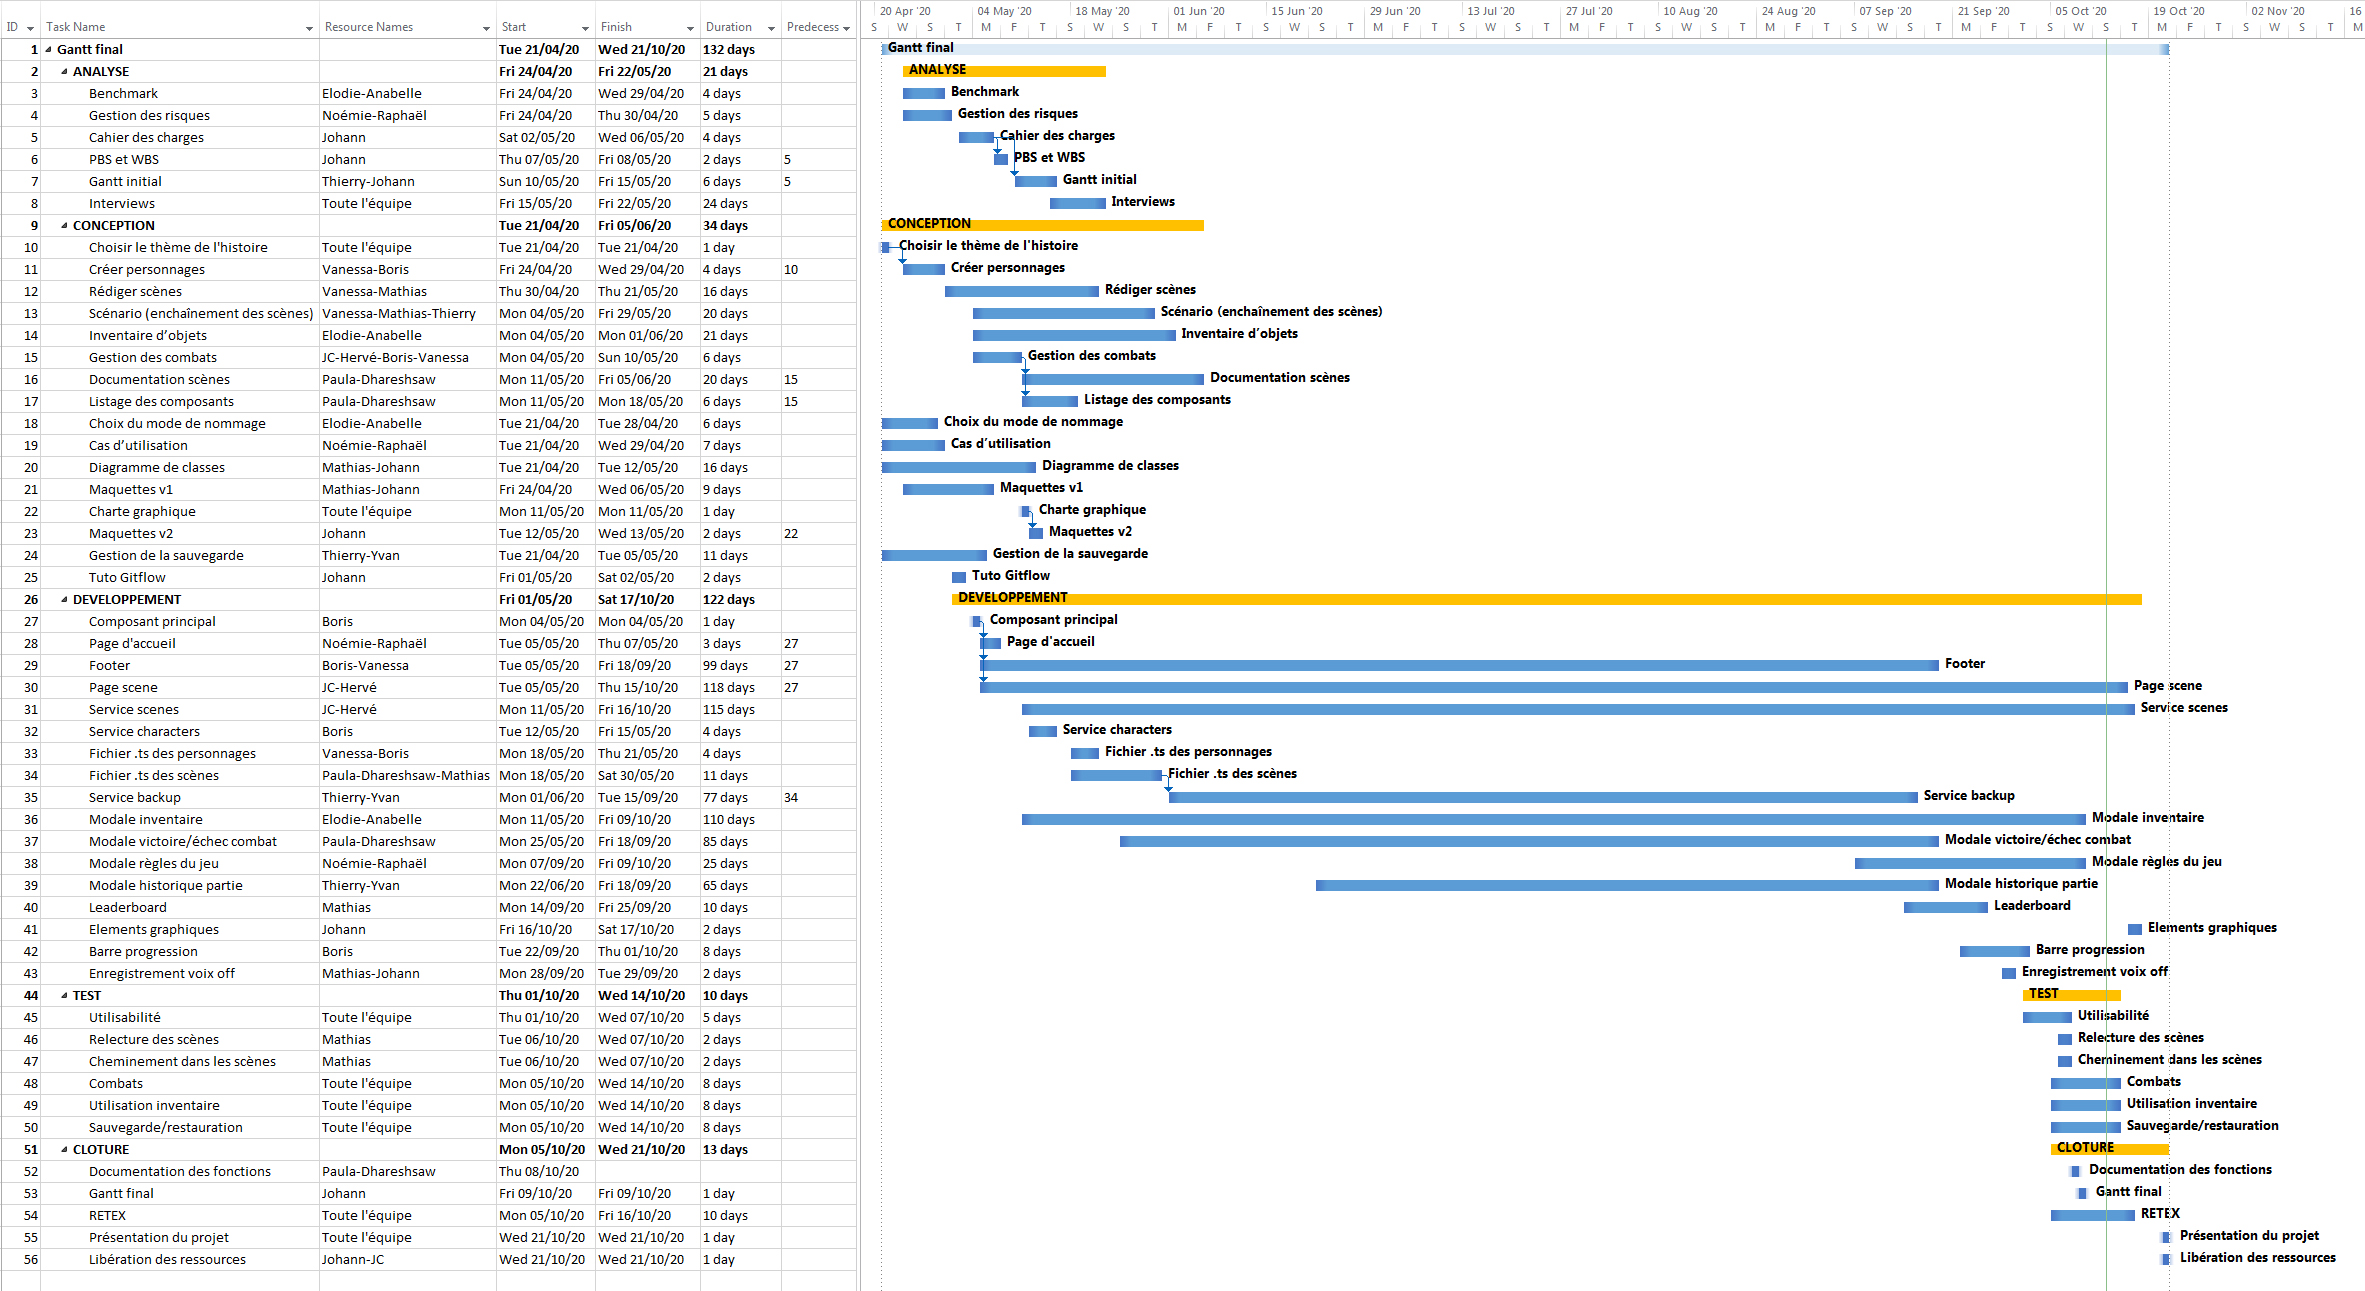 ID Task Name Resource Names Start Finish Duration Predecess 20 Apr '20 04 May '20 18 May '20 01 Jun '20 15 Jun '20 29 Jun '20 13 Jul '20 27 Jul '20 10 Aug '20 24 Aug '20 07 Sep '20 21 Sep '20 05 Oct '20 19 Oct '20 02 Nov '20 16
S W S T M F T S W S T M F T S W S T M F T S W S T M F T S W S T M F T S W S T M F T S W S T M F T S W S T M
1 Gantt final Tue 21/04/20 Wed 21/10/20 132 days Gantt final
2 ANALYSE Fri 24/04/20 Fri 22/05/20 21 days ANALYSE
3 Benchmark Elodie-Anabelle Fri 24/04/20 Wed 29/04/20 4 days Benchmark
4 Gestion des risques Noémie-Raphaël Fri 24/04/20 Thu 30/04/20 5 days Gestion des risques
5 Cahier des charges Johann Sat 02/05/20 Wed 06/05/20 4 days Cahier des charges
6 PBS et WBS Johann Thu 07/05/20 Fri 08/05/20 2 days 5 PBS et WBS
7 Gantt initial Thierry-Johann Sun 10/05/20 Fri 15/05/20 6 days 5 Gantt initial
8 Interviews Toute l'équipe Fri 15/05/20 Fri 22/05/20 24 days Interviews
9 CONCEPTION Tue 21/04/20 Fri 05/06/20 34 days CONCEPTION
10 Choisir le thème de l'histoire Toute l'équipe Tue 21/04/20 Tue 21/04/20 1 day Choisir le thème de l'histoire
11 Créer personnages Vanessa-Boris Fri 24/04/20 Wed 29/04/20 4 days 10 Créer personnages
12 Rédiger scènes Vanessa-Mathias Thu 30/04/20 Thu 21/05/20 16 days Rédiger scènes
13 Scénario (enchaînement des scènes) Vanessa-Mathias-Thierry Mon 04/05/20 Fri 29/05/20 20 days Scénario (enchaînement des scènes)
14 Inventaire d’objets Elodie-Anabelle Mon 04/05/20 Mon 01/06/20 21 days Inventaire d’objets
15 Gestion des combats JC-Hervé-Boris-Vanessa Mon 04/05/20 Sun 10/05/20 6 days Gestion des combats
16 Documentation scènes Paula-Dhareshsaw Mon 11/05/20 Fri 05/06/20 20 days 15 Documentation scènes
17 Listage des composants Paula-Dhareshsaw Mon 11/05/20 Mon 18/05/20 6 days 15 Listage des composants
18 Choix du mode de nommage Elodie-Anabelle Tue 21/04/20 Tue 28/04/20 6 days Choix du mode de nommage
19 Cas d’utilisation Noémie-Raphaël Tue 21/04/20 Wed 29/04/20 7 days Cas d’utilisation
20 Diagramme de classes Mathias-Johann Tue 21/04/20 Tue 12/05/20 16 days Diagramme de classes
21 Maquettes v1 Mathias-Johann Fri 24/04/20 Wed 06/05/20 9 days Maquettes v1
22 Charte graphique Toute l'équipe Mon 11/05/20 Mon 11/05/20 1 day Charte graphique
23 Maquettes v2 Johann Tue 12/05/20 Wed 13/05/20 2 days 22 Maquettes v2
24 Gestion de la sauvegarde Thierry-Yvan Tue 21/04/20 Tue 05/05/20 11 days Gestion de la sauvegarde
25 Tuto Gitflow Johann Fri 01/05/20 Sat 02/05/20 2 days Tuto Gitflow
26 DEVELOPPEMENT Fri 01/05/20 Sat 17/10/20 122 days DEVELOPPEMENT
27 Composant principal Boris Mon 04/05/20 Mon 04/05/20 1 day Composant principal
28 Page d'accueil Noémie-Raphaël Tue 05/05/20 Thu 07/05/20 3 days 27 Page d'accueil
29 Footer Boris-Vanessa Tue 05/05/20 Fri 18/09/20 99 days 27 Footer
30 Page scene JC-Hervé Tue 05/05/20 Thu 15/10/20 118 days 27 Page scene
31 Service scenes JC-Hervé Mon 11/05/20 Fri 16/10/20 115 days Service scenes
32 Service characters Boris Tue 12/05/20 Fri 15/05/20 4 days Service characters
33 Fichier .ts des personnages Vanessa-Boris Mon 18/05/20 Thu 21/05/20 4 days Fichier .ts des personnages
34 Fichier .ts des scènes Paula-Dhareshsaw-Mathias Mon 18/05/20 Sat 30/05/20 11 days Fichier .ts des scènes
35 Service backup Thierry-Yvan Mon 01/06/20 Tue 15/09/20 77 days 34 Service backup
36 Modale inventaire Elodie-Anabelle Mon 11/05/20 Fri 09/10/20 110 days Modale inventaire
37 Modale victoire/échec combat Paula-Dhareshsaw Mon 25/05/20 Fri 18/09/20 85 days Modale victoire/échec combat
38 Modale règles du jeu Noémie-Raphaël Mon 07/09/20 Fri 09/10/20 25 days Modale règles du jeu
39 Modale historique partie Thierry-Yvan Mon 22/06/20 Fri 18/09/20 65 days Modale historique partie
40 Leaderboard Mathias Mon 14/09/20 Fri 25/09/20 10 days Leaderboard
41 Elements graphiques Johann Fri 16/10/20 Sat 17/10/20 2 days Elements graphiques
42 Barre progression Boris Tue 22/09/20 Thu 01/10/20 8 days Barre progression
43 Enregistrement voix off Mathias-Johann Mon 28/09/20 Tue 29/09/20 2 days Enregistrement voix off
44 TEST Thu 01/10/20 Wed 14/10/20 10 days TEST
45 Utilisabilité Toute l'équipe Thu 01/10/20 Wed 07/10/20 5 days Utilisabilité
46 Relecture des scènes Mathias Tue 06/10/20 Wed 07/10/20 2 days Relecture des scènes
47 Cheminement dans les scènes Mathias Tue 06/10/20 Wed 07/10/20 2 days Cheminement dans les scènes
48 Combats Toute l'équipe Mon 05/10/20 Wed 14/10/20 8 days Combats
49 Utilisation inventaire Toute l'équipe Mon 05/10/20 Wed 14/10/20 8 days Utilisation inventaire
50 Sauvegarde/restauration Toute l'équipe Mon 05/10/20 Wed 14/10/20 8 days Sauvegarde/restauration
51 CLOTURE Mon 05/10/20 Wed 21/10/20 13 days CLOTURE
52 Documentation des fonctions Paula-Dhareshsaw Thu 08/10/20 Documentation des fonctions
53 Gantt final Johann Fri 09/10/20 Fri 09/10/20 1 day Gantt final
54 RETEX Toute l'équipe Mon 05/10/20 Fri 16/10/20 10 days RETEX
55 Présentation du projet Toute l'équipe Wed 21/10/20 Wed 21/10/20 1 day Présentation du projet
56 Libération des ressources Johann-JC Wed 21/10/20 Wed 21/10/20 1 day Libération des ressources